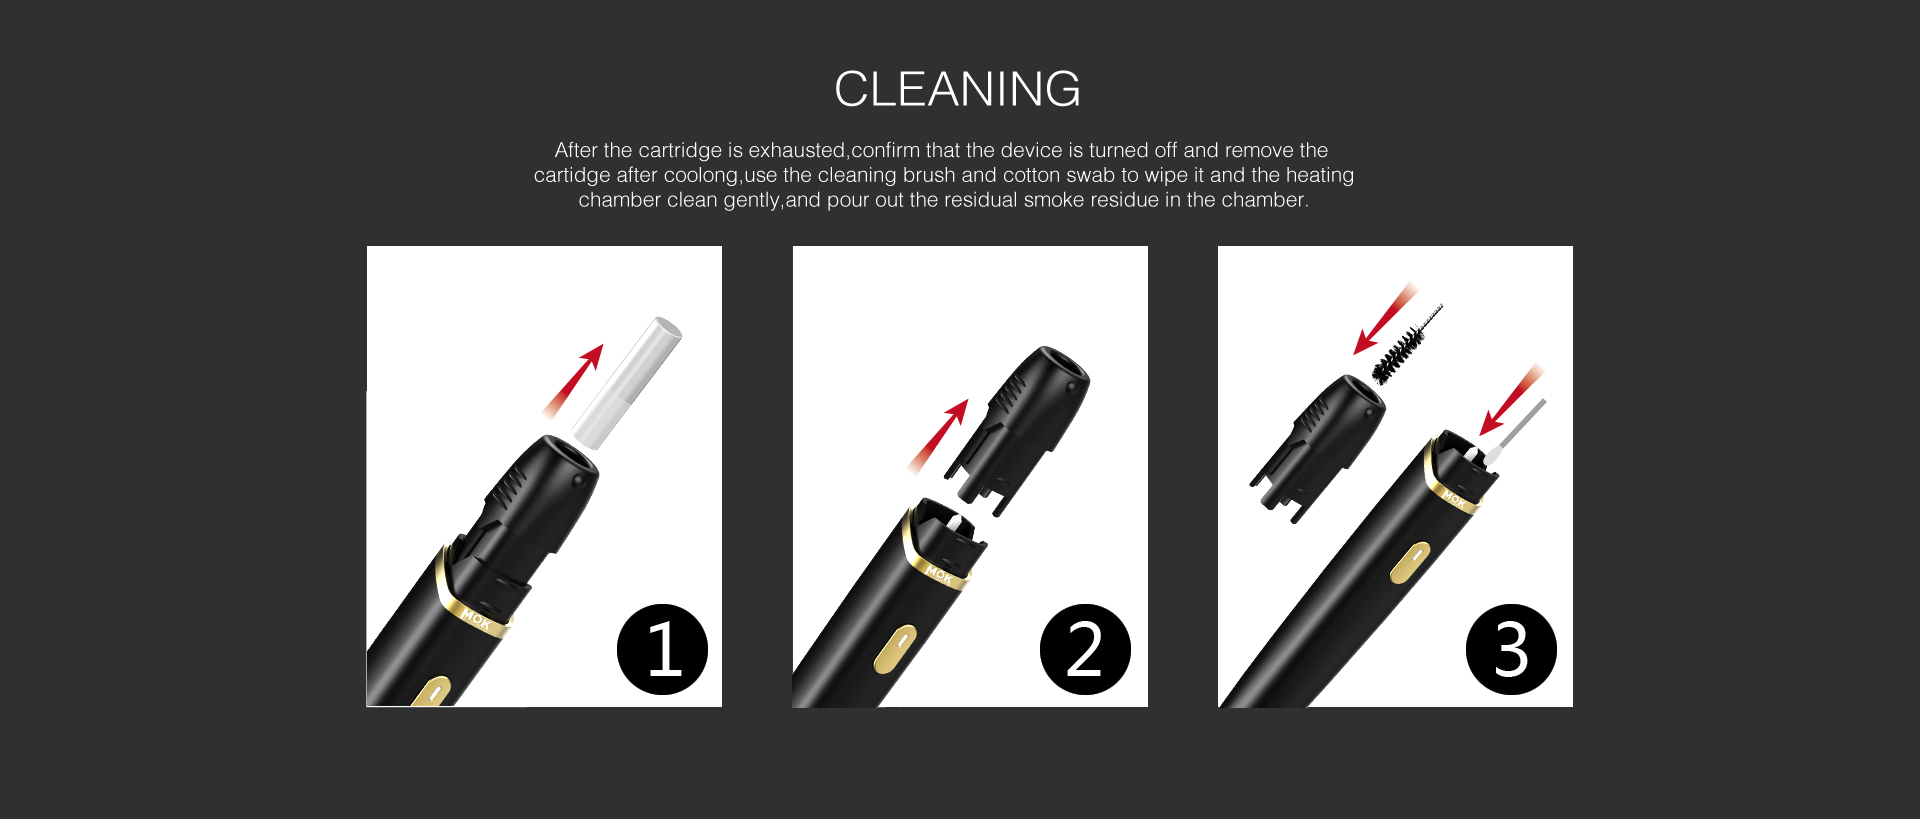 CLEANING
After the cartridge is exhausted,confirm that the device is turned off and remove the
cartidge after coolong,use the cleaning brush and cotton swab to wipe it and the heating
chamber clean gently,and pour out the residual smoke residue in the chamber.
MOK
1
MOK
2
MOK
3